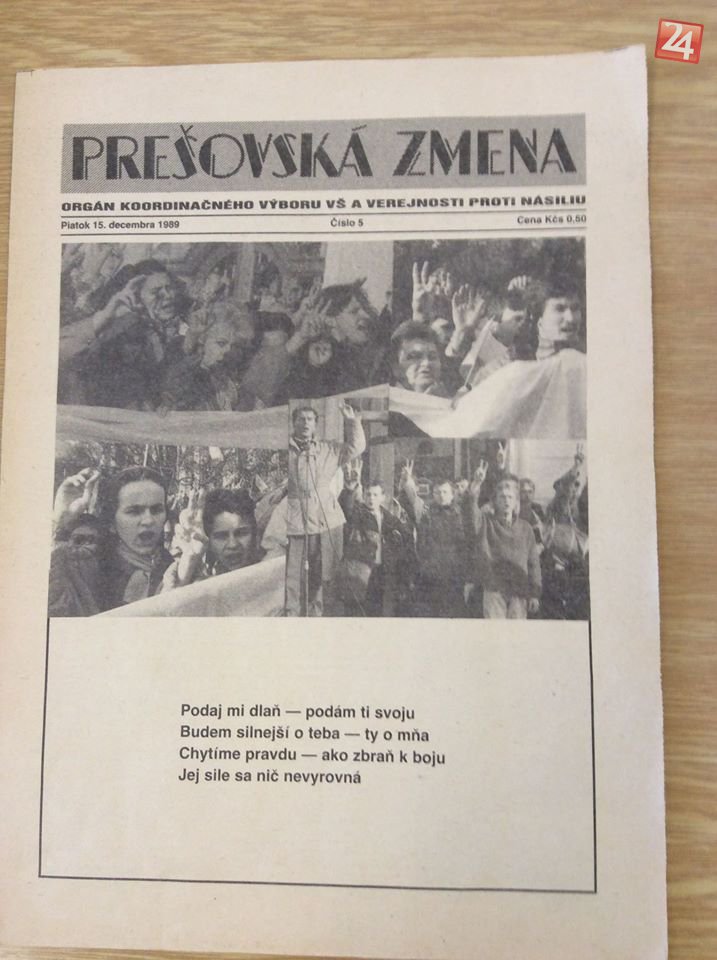 24
PREŠOVSKÁ ZMENA
ORGÁN KOORDINAČNÉHO VÝBORU VŠ A VEREJNOSTI PROTI NÁSILIU
Piatok 15. decembra 1989 Číslo 5 Cena Kčs 0,50
Podaj mi dlaň — podám ti svoju
Budem silnejší o teba — ty o mňa
Chytíme pravdu — ako zbraň k boju
Jej sile sa nič nevyrovná